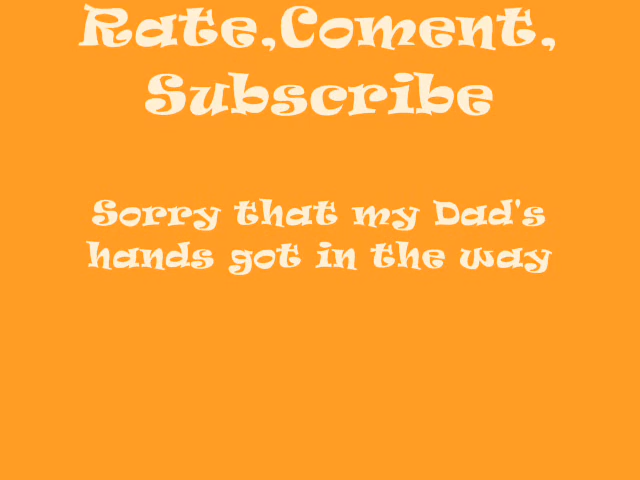 Rate,Coment,
Subscribe
Sorry that my Dad's
hands got in the way